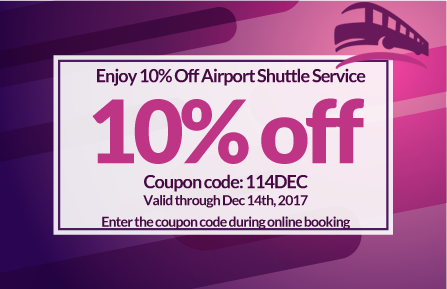 Enjoy 10% Off Airport Shuttle Service
10% off
Coupon code: 114DEC
Valid through Dec 14th, 2017
Enter the coupon code during online booking